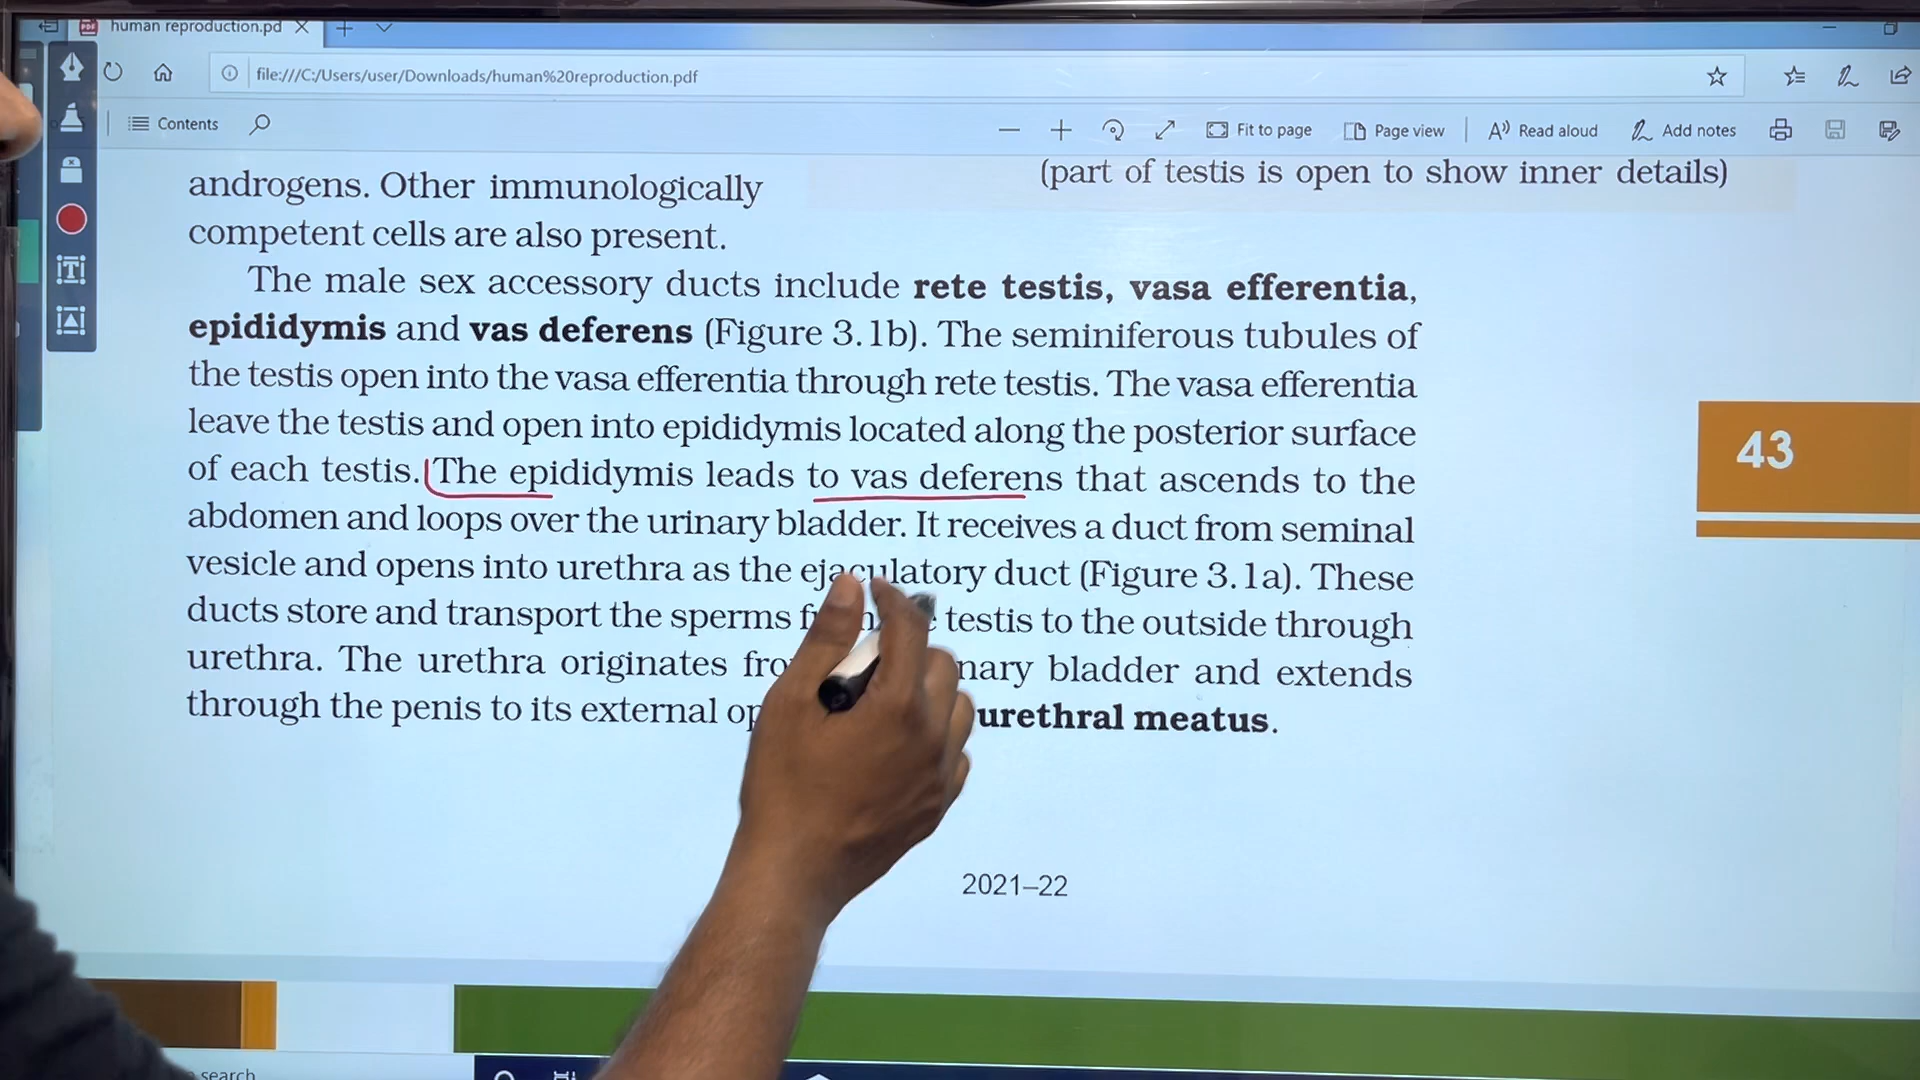 human reproduction.pd
file:///C:/Users/user/Downloads/human%20reproduction.pdf
Contents
Fit to page
Page view
Read aloud
Add notes
androgens. Other immunologically
(part of testis is open to show inner details)
competent cells are also present.
The male sex accessory ducts include rete testis, vasa efferentia,
epididymis and vas deferens (Figure 3.1b). The seminiferous tubules of
the testis open into the vasa efferentia through rete testis. The vasa efferentia
leave the testis and open into epididymis located along the posterior surface
of each testis. The epididymis leads to vas deferens that ascends to the
abdomen and loops over the urinary bladder. It receives a duct from seminal
vesicle and opens into urethra as the ejaculatory duct (Figure 3.1a). These
ducts store and transport the sperms testis to the outside through
urethra. The urethra originates bladder and extends
through the penis to its external urethral meatus.
43
2021–22
search